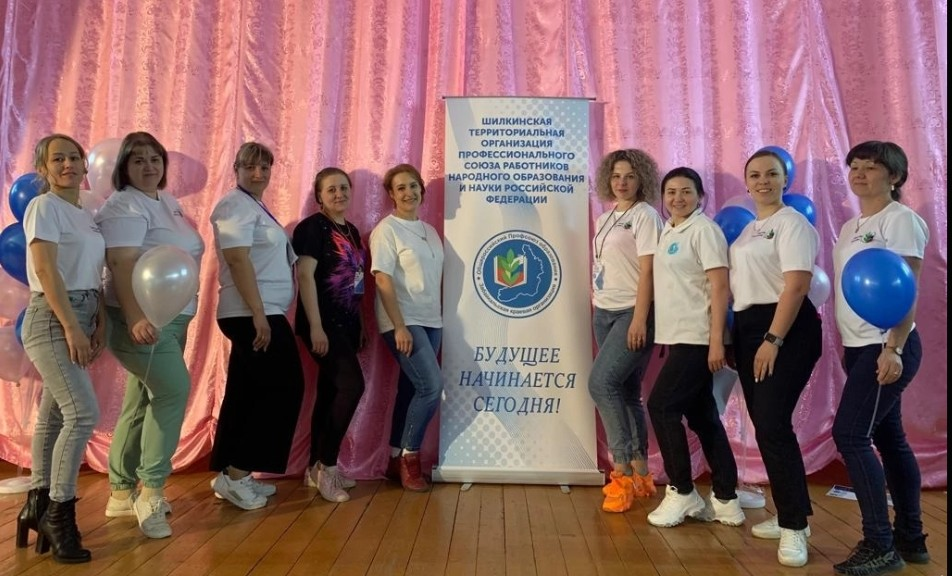 ШИЛКИНСКАЯ
ТЕРРИТОРИАЛЬНАЯ
ОРГАНИЗАЦИЯ
ПРОФЕССИОНАЛЬНОГО
СОЮЗА РАБОТНИКОВ
НАРОДНОГО ОБРАЗОВАНИЯ
И НАУКИ РОССИЙСКОЙ
ФЕДЕРАЦИИ
Общероссийский Профсоюз образования
Забайкальская краевая организация
БУДУЩЕЕ
НАЧИНАЕТСЯ
СЕГОДНЯ!